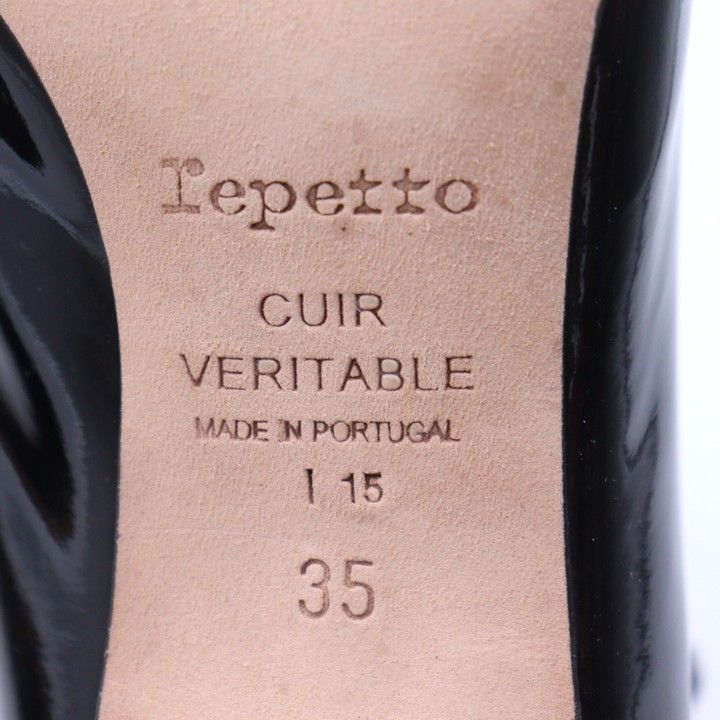 repetto
CUIR
VERITABLE
MADE IN PORTUGAL
I 15
35